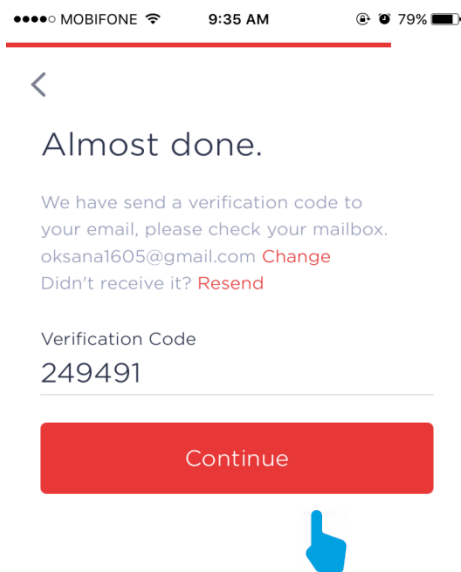 MOBIFONE 9:35 AM 79%
Almost done.
We have send a verification code to
your email, please check your mailbox.
oksana1605@gmail.com Change
Didn't receive it? Resend
Verification Code
249491
Continue